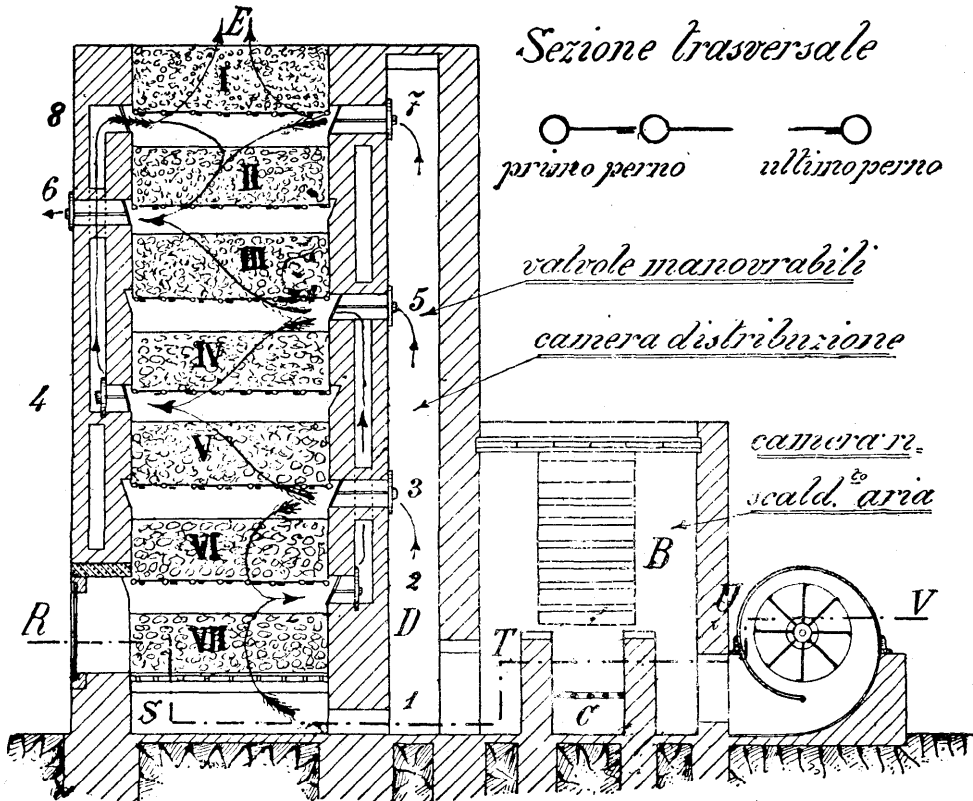 E
Sezione trasversale
I
8
7
primo perno
ultimo perno
II
6
III
valvole manovrabili
5
camera distribuzione
IV
4
V
camera ri-
scald.to aria
3
VI
B
2
U
V
R
VII
D
T
S
1
C